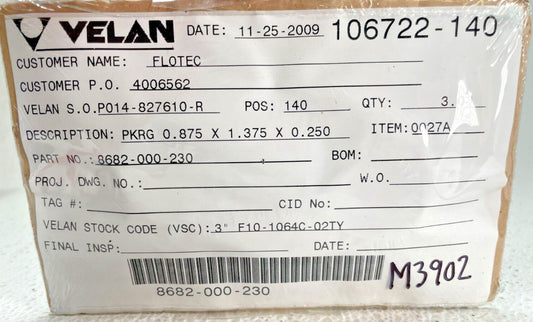 VELAN DATE: 11-25-2009 106722-140
CUSTOMER NAME: FLOTEC
CUSTOMER P.O. 4006562
VELAN S.O. P014-827610-R POS: 140 QTY: 3.
DESCRIPTION: PKRG 0.875 X 1.375 X 0.250 ITEM: 0027A
PART NO.: 8682-000-230 BOM:
PROJ. DWG. NO.: W.O.
TAG #: CID No:
VELAN STOCK CODE (VSC): 3" F10-1064C-02TY
FINAL INSP: DATE:
8682-000-230
M3902